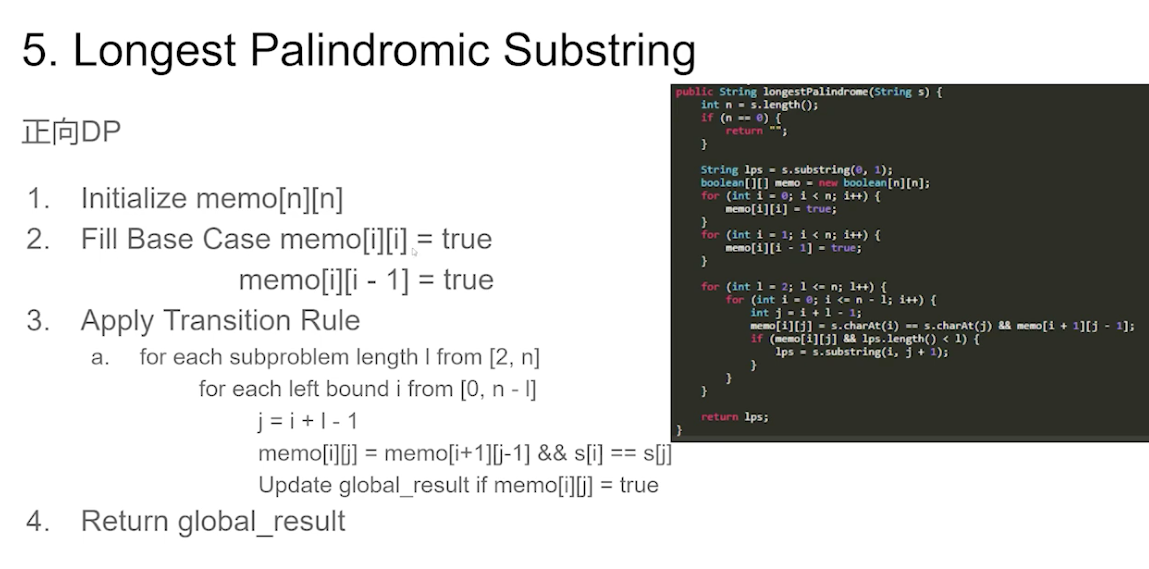 5. Longest Palindromic Substring
正向DP
1. Initialize memo[n][n]
2. Fill Base Case memo[i][i] = true
memo[i][i - 1] = true
3. Apply Transition Rule
a. for each subproblem length l from [2, n]
for each left bound i from [0, n - l]
j = i + l - 1
memo[i][j] = memo[i+1][j-1] && s[i] == s[j]
Update global_result if memo[i][j] = true
4. Return global_result
public String longestPalindrome(String s) {
int n = s.length();
if (n == 0) {
return "";
}
String lps = s.substring(0, 1);
boolean[][] memo = new boolean[n][n];
for (int i = 0; i < n; i++) {
memo[i][i] = true;
}
for (int i = 1; i < n; i++) {
memo[i][i - 1] = true;
}
for (int l = 2; l <= n; l++) {
for (int i = 0; i <= n - l; i++) {
int j = i + l - 1;
memo[i][j] = s.charAt(i) == s.charAt(j) && memo[i + 1][j - 1];
if (memo[i][j] && lps.length() < l) {
lps = s.substring(i, j + 1);
}
}
}
return lps;
}